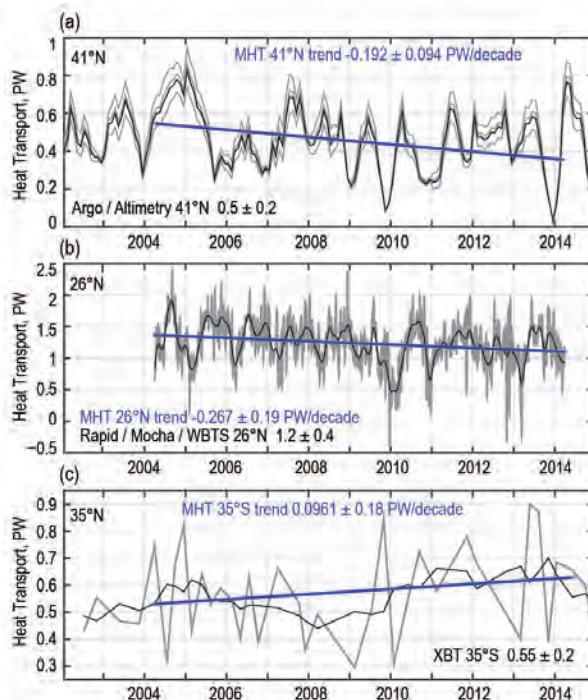 (a)
41°N
MHT 41°N trend -0.192 ± 0.094 PW/decade
Heat Transport, PW
1.0
0.8
0.6
0.4
0.2
0
Argo / Altimetry 41°N 0.5 ± 0.2
2004 2006 2008 2010 2012 2014
(b)
26°N
Heat Transport, PW
2.5
2
1.5
1
0.5
0
−0.5
MHT 26°N trend -0.267 ± 0.19 PW/decade
Rapid / Mocha / WBTS 26°N 1.2 ± 0.4
2004 2006 2008 2010 2012 2014
(c)
35°N
MHT 35°S trend 0.0961 ± 0.18 PW/decade
Heat Transport, PW
0.9
0.8
0.7
0.6
0.5
0.4
0.3
XBT 35°S 0.55 ± 0.2
2004 2006 2008 2010 2012 2014